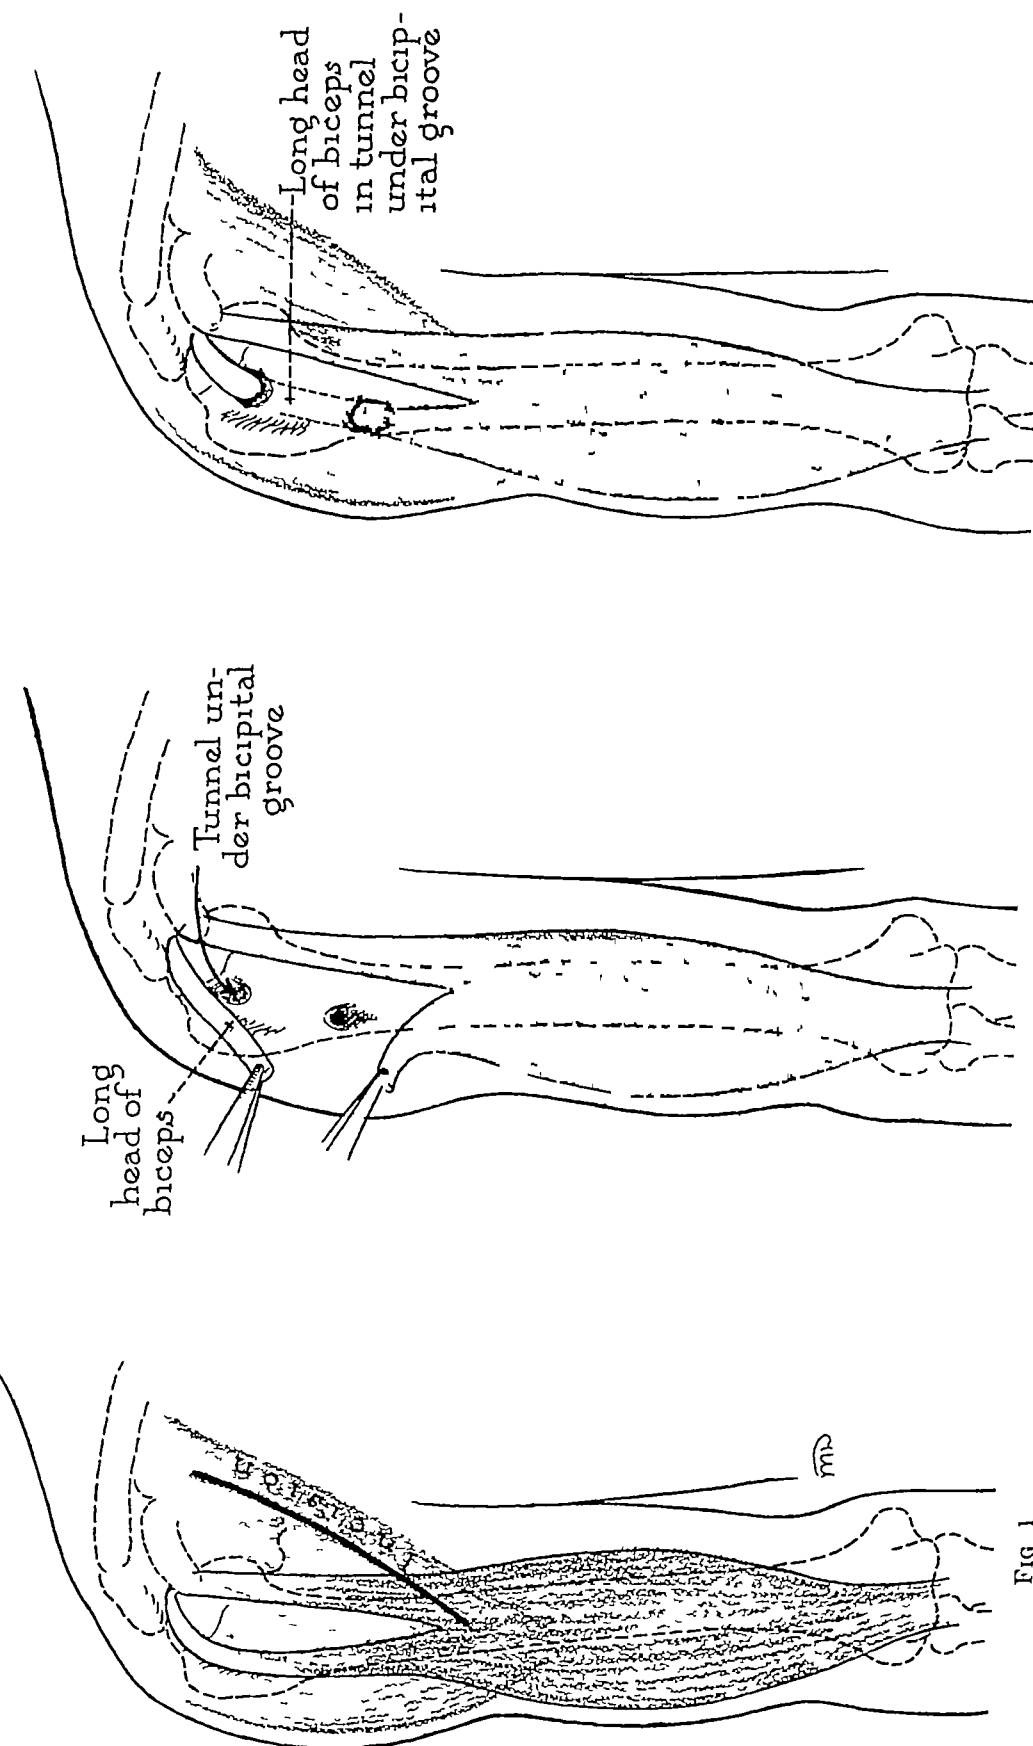 Long
head of
biceps
Tunnel un-
der bicipital
groove
Long head
of biceps
in tunnel
under bicip-
ital groove
FIG 1